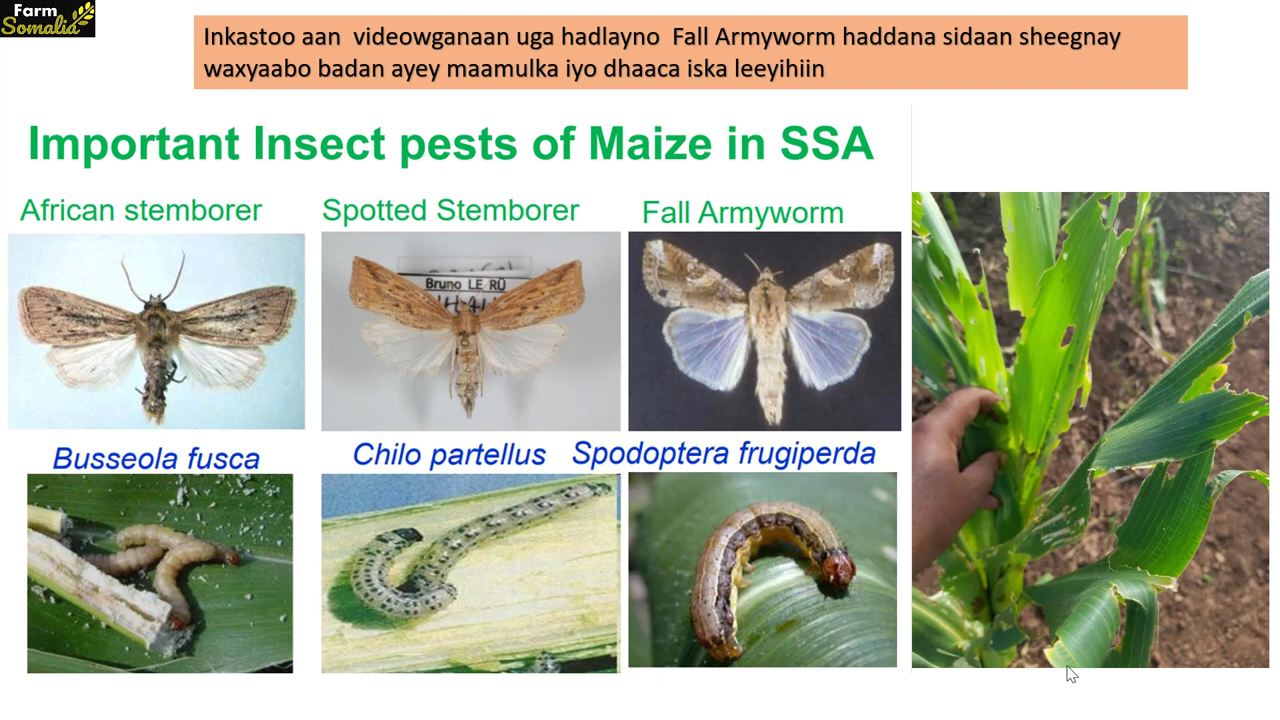 Farm
Somalia
Inkastoo aan videowganaan uga hadlayno Fall Armyworm haddana sidaan sheegnay
waxyaabo badan ayey maamulka iyo dhaaca iska leeyihiin
Important Insect pests of Maize in SSA
African stemborer
Spotted Stemborer
Fall Armyworm
Bruno LE RÜ
Busseola fusca
Chilo partellus
Spodoptera frugiperda